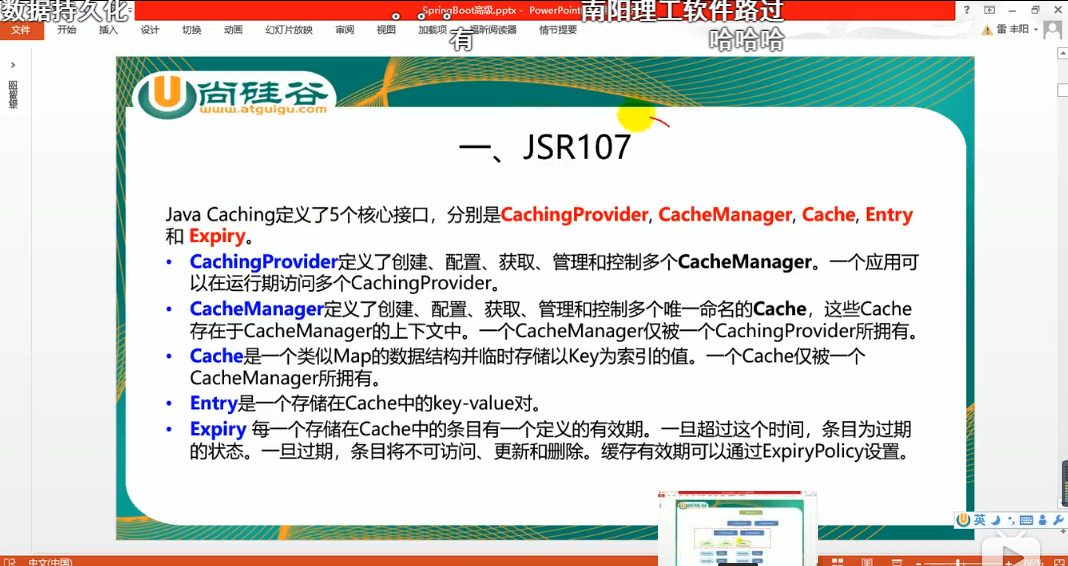 数据持久化
SpringBoot高级.pptx - PowerPoint
。。。
南阳理工软件路过
文件 开始 插入 设计 切换 动画 幻灯片放映 审阅 视图 加载项 福昕阅读器 情节提要
雷 丰阳
有
哈哈哈
缩略图
尚硅谷
www.atguigu.com
一、JSR107
Java Caching定义了5个核心接口，分别是CachingProvider, CacheManager, Cache, Entry
和 Expiry。
• CachingProvider定义了创建、配置、获取、管理和控制多个CacheManager。一个应用可
以在运行期访问多个CachingProvider。
• CacheManager定义了创建、配置、获取、管理和控制多个唯一命名的Cache，这些Cache
存在于CacheManager的上下文中。一个CacheManager仅被一个CachingProvider所拥有。
• Cache是一个类似Map的数据结构并临时存储以Key为索引的值。一个Cache仅被一个
CacheManager所拥有。
• Entry是一个存储在Cache中的key-value对。
• Expiry 每一个存储在Cache中的条目有一个定义的有效期。一旦超过这个时间，条目为过期
的状态。一旦过期，条目将不可访问、更新和删除。缓存有效期可以通过ExpiryPolicy设置。
英
中文(中国)